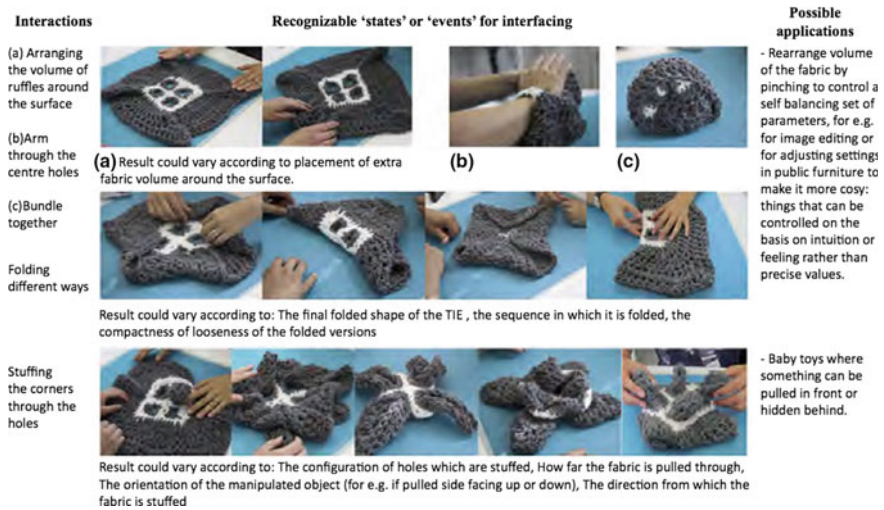 Interactions
Recognizable ‘states’ or ‘events’ for interfacing
Possible
applications
(a) Arranging
the volume of
ruffles around
the surface
(b)Arm
through the
centre holes
(c)Bundle
together
Folding
different ways
Stuffing
the corners
through the
holes
(a) Result could vary according to placement of extra
fabric volume around the surface.
(b)
(c)
Result could vary according to: The final folded shape of the TIE , the sequence in which it is folded, the
compactness of looseness of the folded versions
Result could vary according to: The configuration of holes which are stuffed, How far the fabric is pulled through,
The orientation of the manipulated object (for e.g. if pulled side facing up or down), The direction from which the
fabric is stuffed
- Rearrange volume
of the fabric by
pinching to control a
self balancing set of
parameters, for e.g.
for image editing or
for adjusting settings
in public furniture to
make it more cosy:
things that can be
controlled on the
basis on intuition or
feeling rather than
precise values.
- Baby toys where
something can be
pulled in front or
hidden behind.